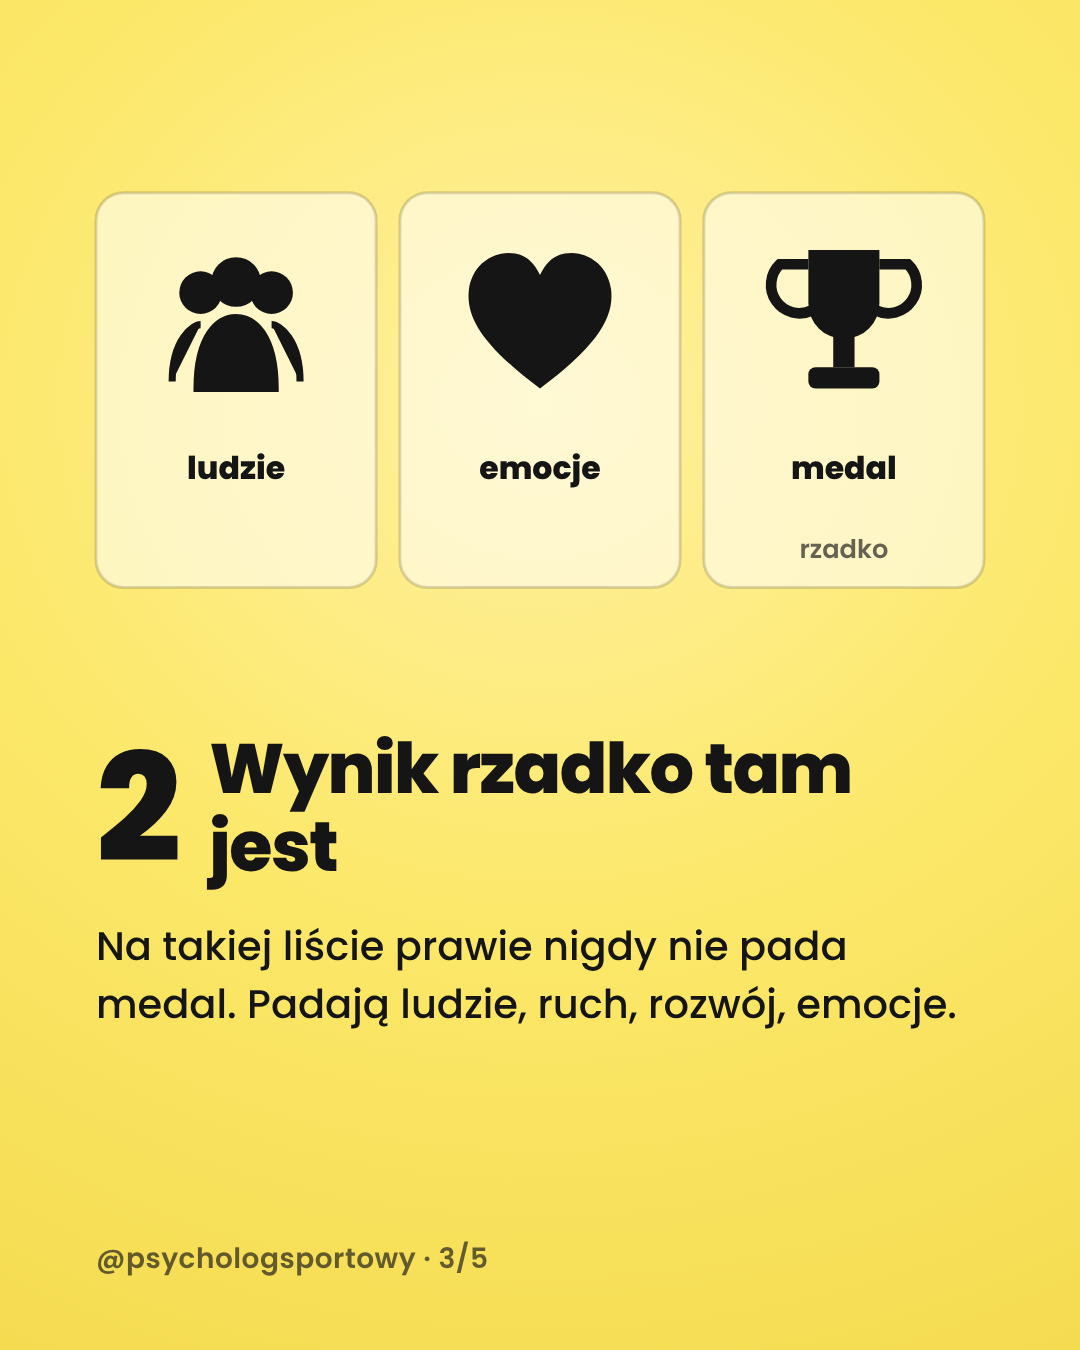 ludzie
emocje
medal
rzadko
2
Wynik rzadko tam
jest
Na takiej liście prawie nigdy nie pada
medal. Padają ludzie, ruch, rozwój, emocje.
@psychologsportowy · 3/5